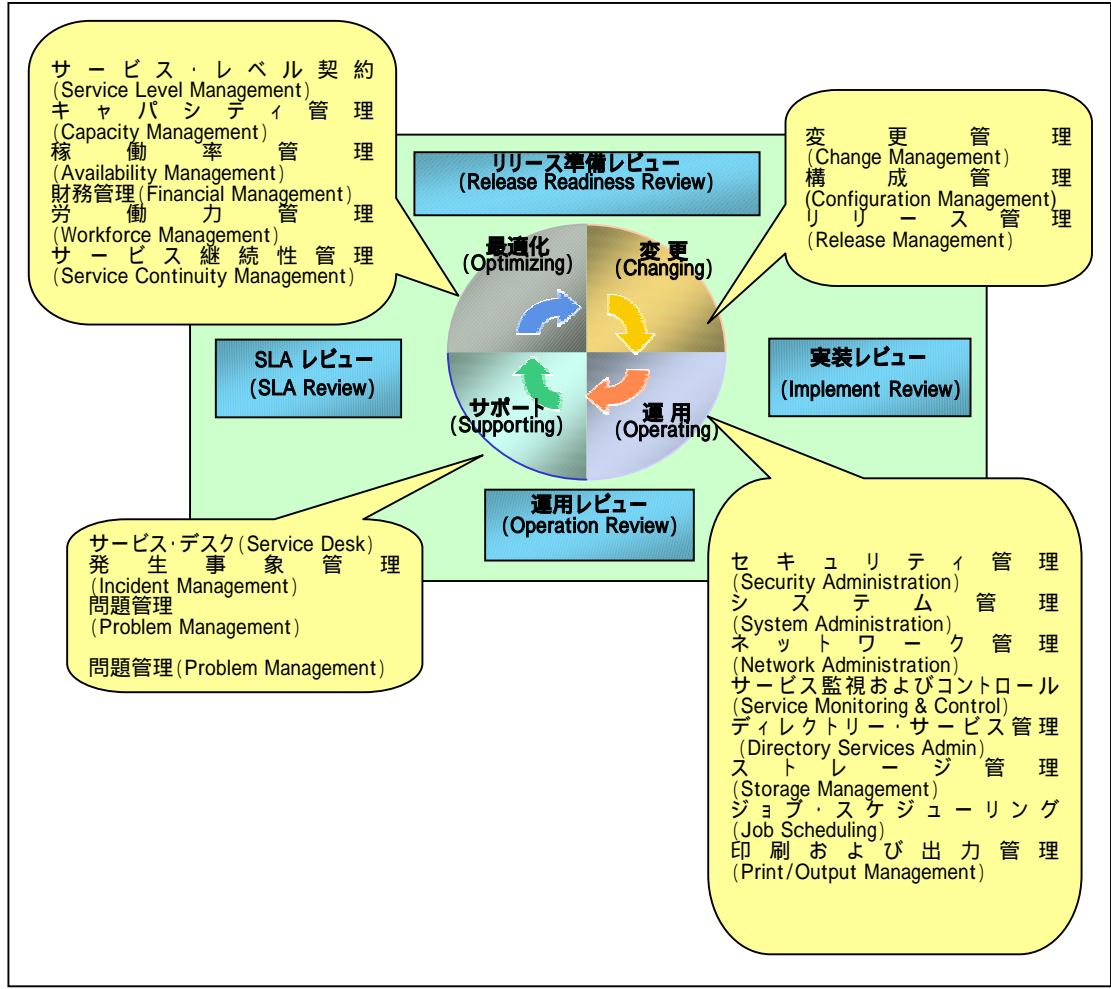 サービス・レベル契約
(Service Level Management)
キャパシティ管理
(Capacity Management)
稼働率管理
(Availability Management)
財務管理(Financial Management)
労働力管理
(Workforce Management)
サービス継続性管理
(Service Continuity Management)
リリース準備レビュー
(Release Readiness Review)
変更管理
(Change Management)
構成管理
(Configuration Management)
リリース管理
(Release Management)
最適化
(Optimizing)
変更
(Changing)
SLA レビュー
(SLA Review)
実装レビュー
(Implement Review)
サポート
(Supporting)
運用
(Operating)
運用レビュー
(Operation Review)
サービス・デスク(Service Desk)
発生事象管理
(Incident Management)
問題管理
(Problem Management)
問題管理(Problem Management)
セキュリティ管理
(Security Administration)
システム管理
(System Administration)
ネットワーク管理
(Network Administration)
サービス監視およびコントロール
(Service Monitoring & Control)
ディレクトリー・サービス管理
(Directory Services Admin)
ストレージ管理
(Storage Management)
ジョブ・スケジューリング
(Job Scheduling)
印刷および出力管理
(Print/Output Management)